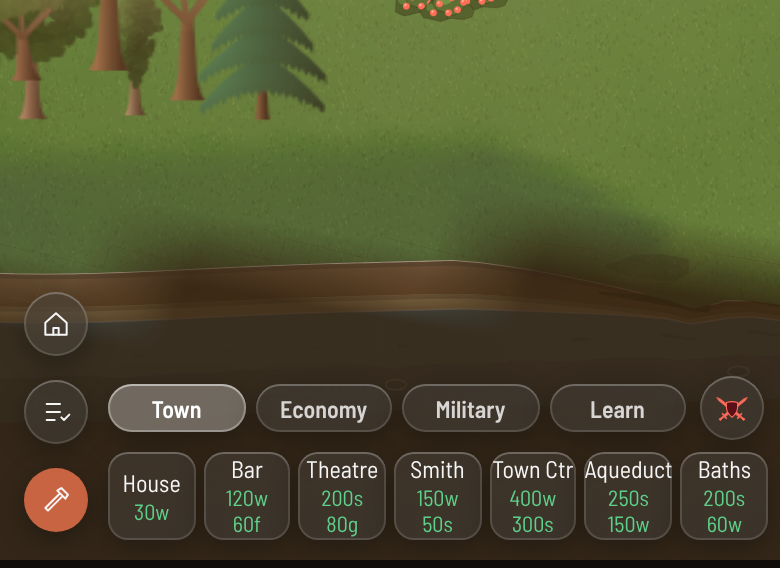 Town Economy Military Learn
House Bar Theatre Smith Town Ctr Aqueduct Baths
30w 120w 200s 150w 400w 250s 200s
60f 80g 50s 300s 150w 60w